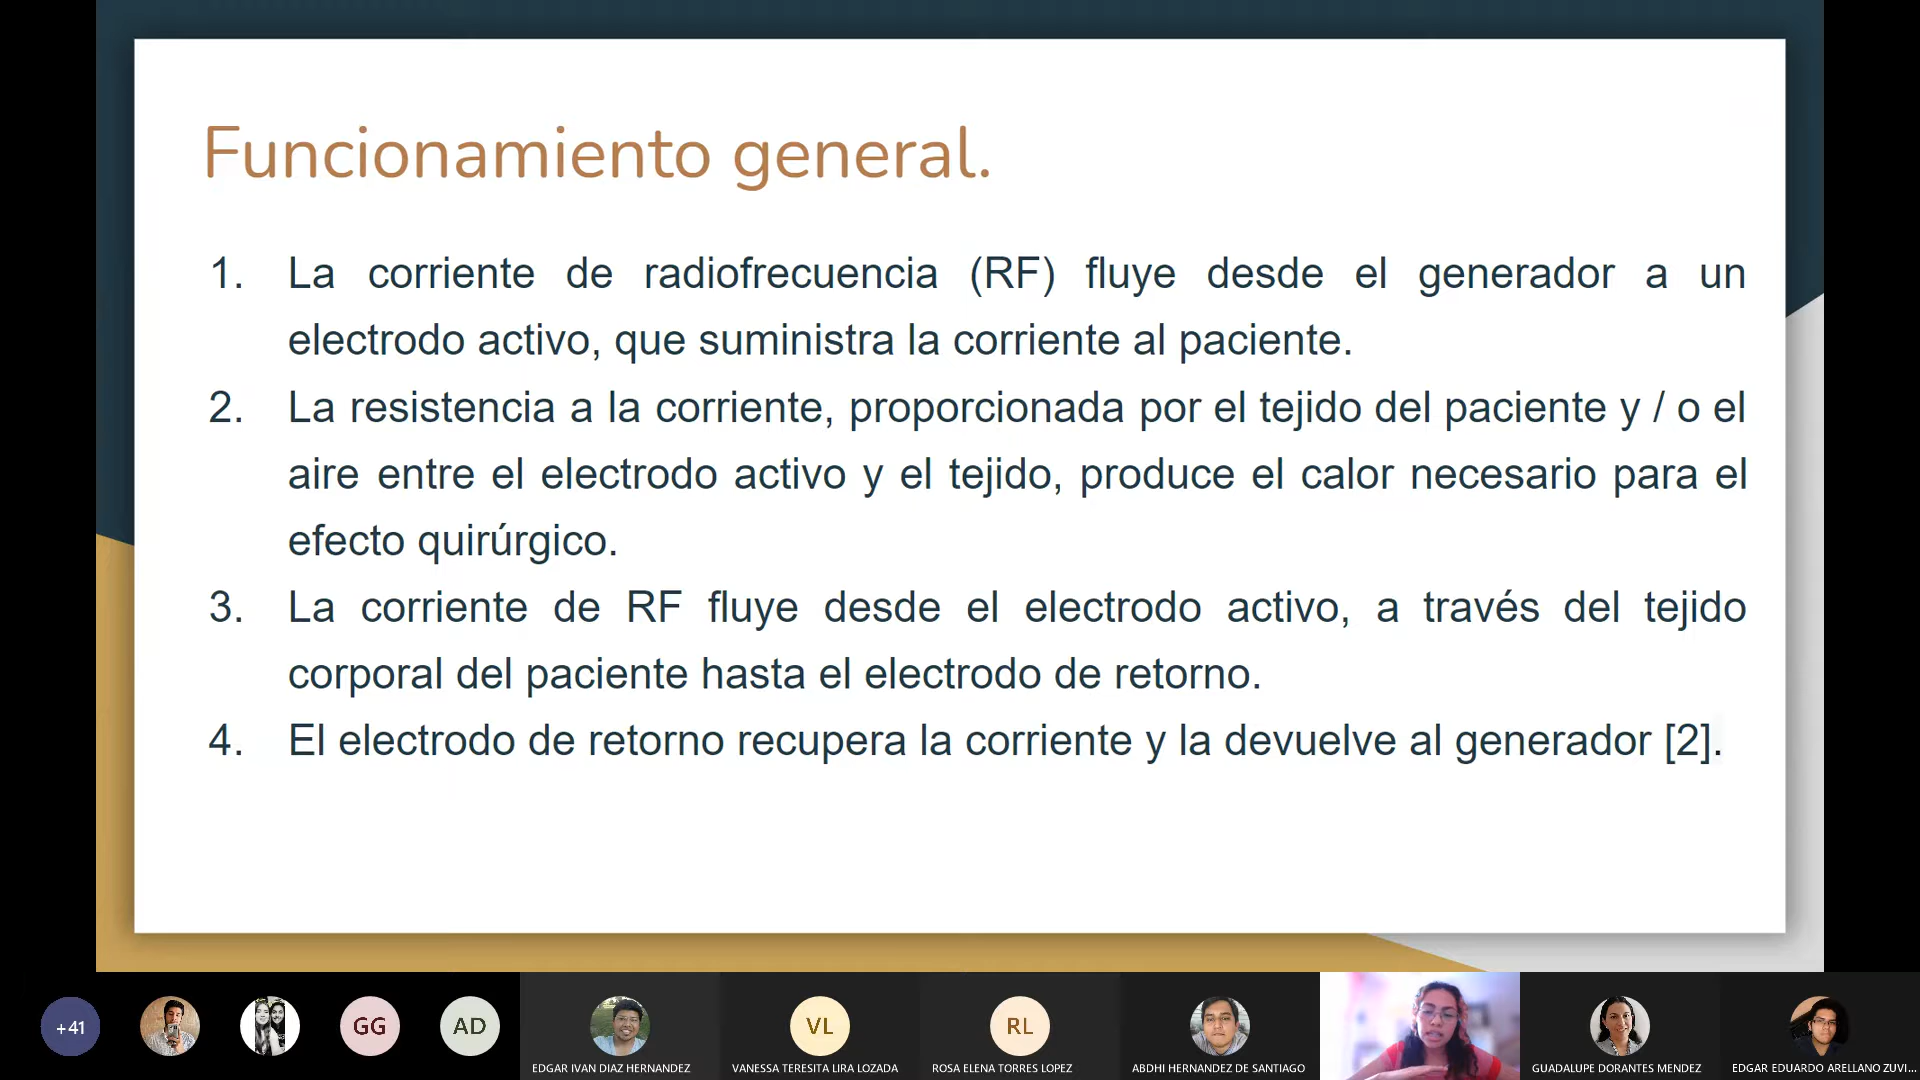 Funcionamiento general.
1. La corriente de radiofrecuencia (RF) fluye desde el generador a un
electrodo activo, que suministra la corriente al paciente.
2. La resistencia a la corriente, proporcionada por el tejido del paciente y / o el
aire entre el electrodo activo y el tejido, produce el calor necesario para el
efecto quirúrgico.
3. La corriente de RF fluye desde el electrodo activo, a través del tejido
corporal del paciente hasta el electrodo de retorno.
4. El electrodo de retorno recupera la corriente y la devuelve al generador [2].
+41
GG
AD
VL
RL
EDGAR IVAN DIAZ HERNANDEZ
VANESSA TERESITA LIRA LOZADA
ROSA ELENA TORRES LOPEZ
ABDHI HERNANDEZ DE SANTIAGO
GUADALUPE DORANTES MENDEZ
EDGAR EDUARDO ARELLANO ZUVI...